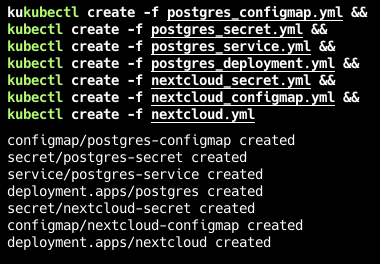 kukubectl create -f postgres_configmap.yml &&
kubectl create -f postgres_secret.yml &&
kubectl create -f postgres_service.yml &&
kubectl create -f postgres_deployment.yml &&
kubectl create -f nextcloud_secret.yml &&
kubectl create -f nextcloud_configmap.yml &&
kubectl create -f nextcloud.yml
configmap/postgres-configmap created
secret/postgres-secret created
service/postgres-service created
deployment.apps/postgres created
secret/nextcloud-secret created
configmap/nextcloud-configmap created
deployment.apps/nextcloud created